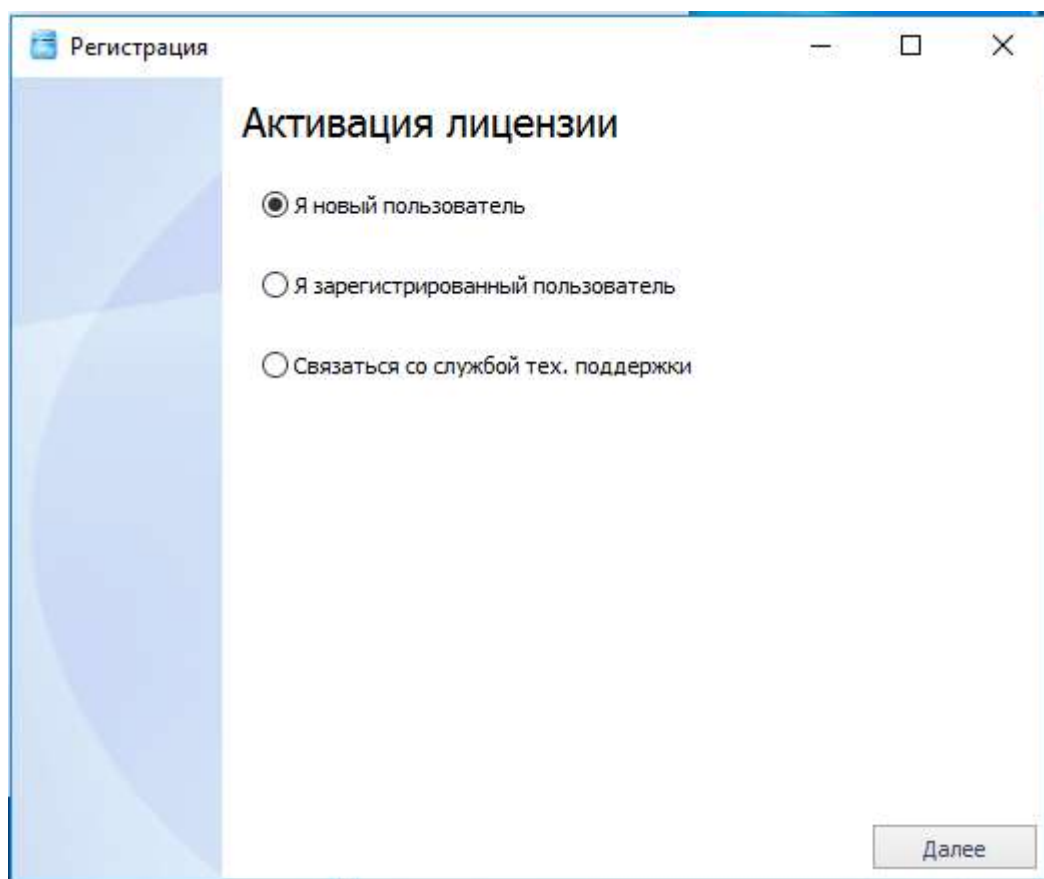 Регистрация
Активация лицензии
Я новый пользователь
Я зарегистрированный пользователь
Связаться со службой тех. поддержки
Далее